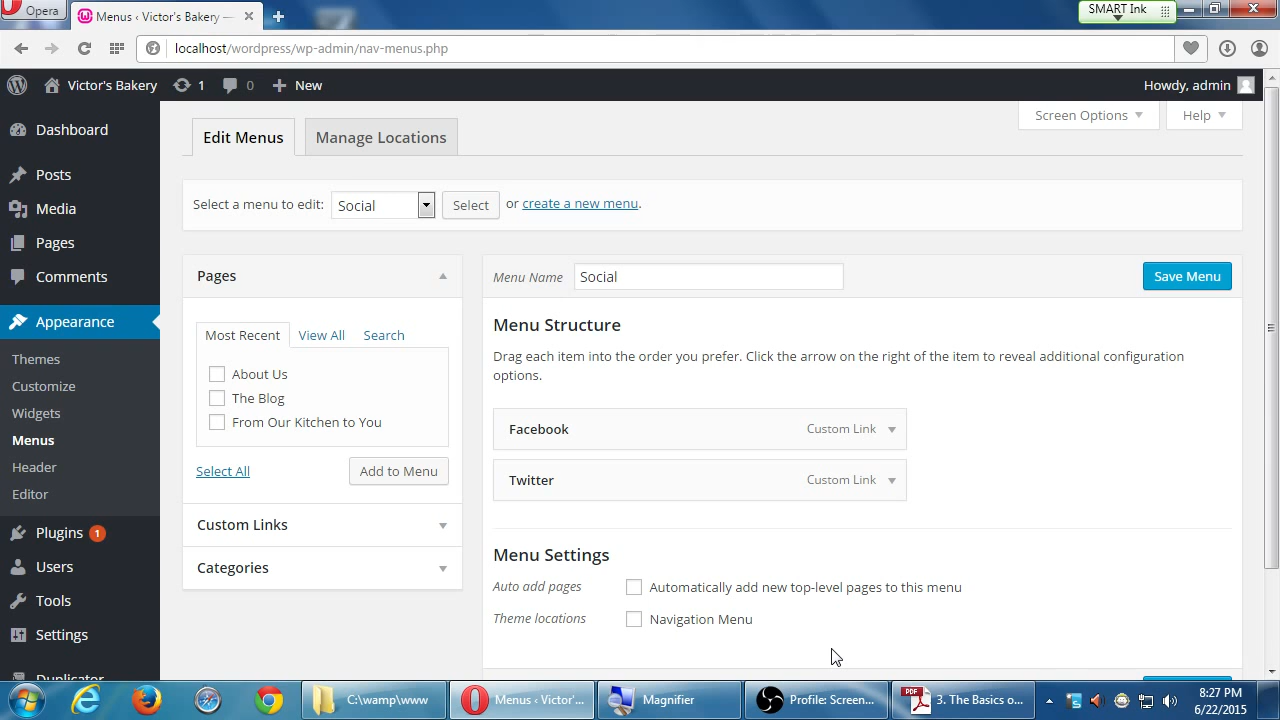 Opera
Menus ‹ Victor's Bakery —
SMART Ink
localhost/wordpress/wp-admin/nav-menus.php
Victor's Bakery 1 0 New
Howdy, admin
Screen Options
Help
Edit Menus
Manage Locations
Dashboard
Posts
Media
Pages
Comments
Appearance
Themes
Customize
Widgets
Menus
Header
Editor
Plugins 1
Users
Tools
Settings
Duplicator
Select a menu to edit: Social Select or create a new menu.
Pages
Most Recent View All Search
About Us
The Blog
From Our Kitchen to You
Select All Add to Menu
Custom Links
Categories
Menu Name Social Save Menu
Menu Structure
Drag each item into the order you prefer. Click the arrow on the right of the item to reveal additional configuration
options.
Facebook Custom Link
Twitter Custom Link
Menu Settings
Auto add pages Automatically add new top-level pages to this menu
Theme locations Navigation Menu
C:\wamp\www
Menus ‹ Victor'...
Magnifier
Profile: Screen...
PDF
3. The Basics o...
8:27 PM
6/22/2015